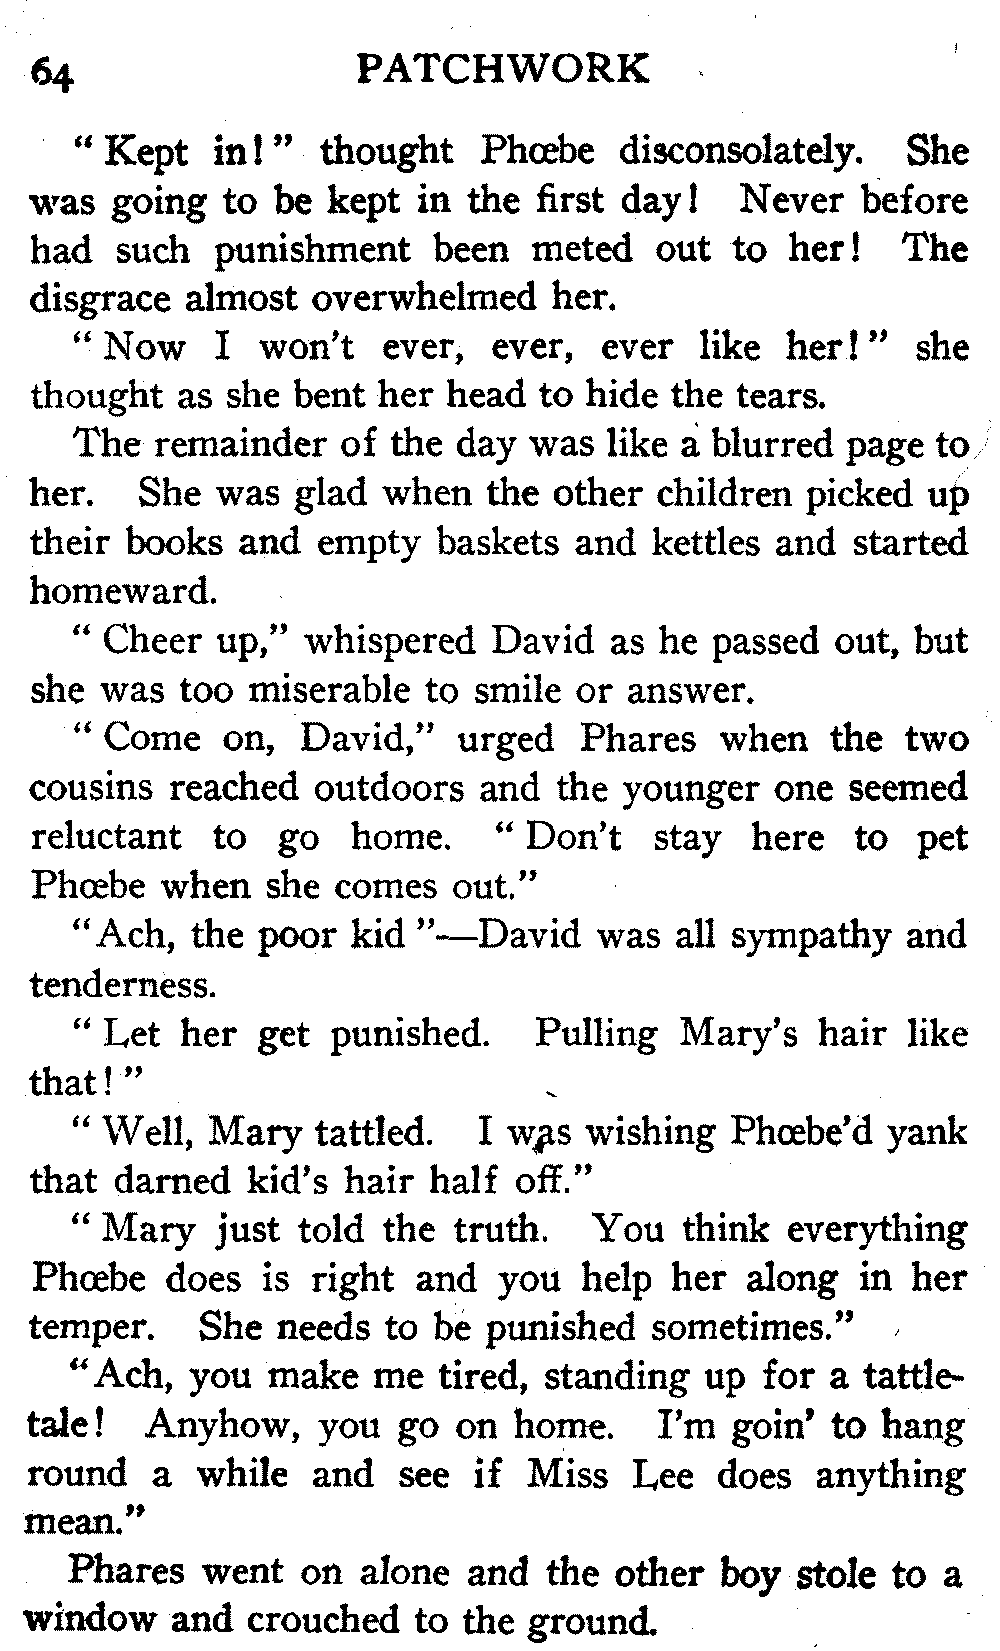 64 PATCHWORK
“ Kept in! ” thought Phœbe disconsolately. She
was going to be kept in the first day! Never before
had such punishment been meted out to her! The
disgrace almost overwhelmed her.
“ Now I won't ever, ever, ever like her! ” she
thought as she bent her head to hide the tears.
The remainder of the day was like a blurred page to
her. She was glad when the other children picked up
their books and empty baskets and kettles and started
homeward.
“ Cheer up,” whispered David as he passed out, but
she was too miserable to smile or answer.
“ Come on, David,” urged Phares when the two
cousins reached outdoors and the younger one seemed
reluctant to go home. “ Don't stay here to pet
Phœbe when she comes out.”
“Ach, the poor kid ”—David was all sympathy and
tenderness.
“ Let her get punished. Pulling Mary's hair like
that! ”
“ Well, Mary tattled. I was wishing Phœbe'd yank
that darned kid's hair half off.”
“ Mary just told the truth. You think everything
Phœbe does is right and you help her along in her
temper. She needs to be punished sometimes.”
“Ach, you make me tired, standing up for a tattle-
tale! Anyhow, you go on home. I'm goin' to hang
round a while and see if Miss Lee does anything
mean.”
Phares went on alone and the other boy stole to a
window and crouched to the ground.